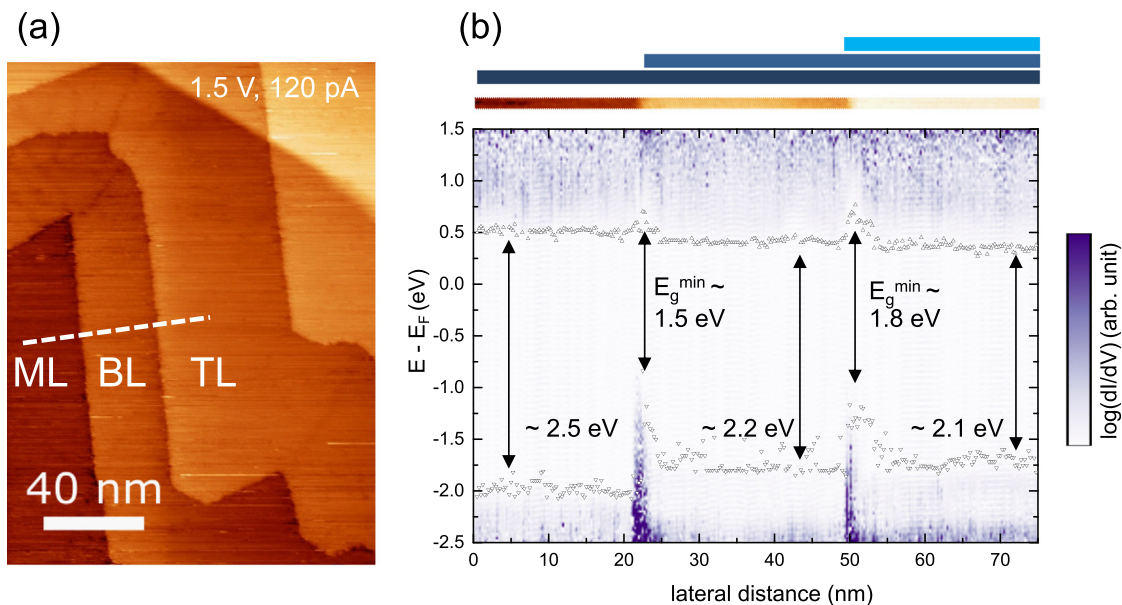 (a)
1.5 V, 120 pA
ML
BL
TL
40 nm
(b)
1.5
1.0
0.5
0.0
-0.5
-1.0
-1.5
-2.0
-2.5
E - E_F (eV)
E_g^min ~
1.5 eV
E_g^min ~
1.8 eV
~ 2.5 eV
~ 2.2 eV
~ 2.1 eV
0 10 20 30 40 50 60 70
lateral distance (nm)
log(dI/dV) (arb. unit)